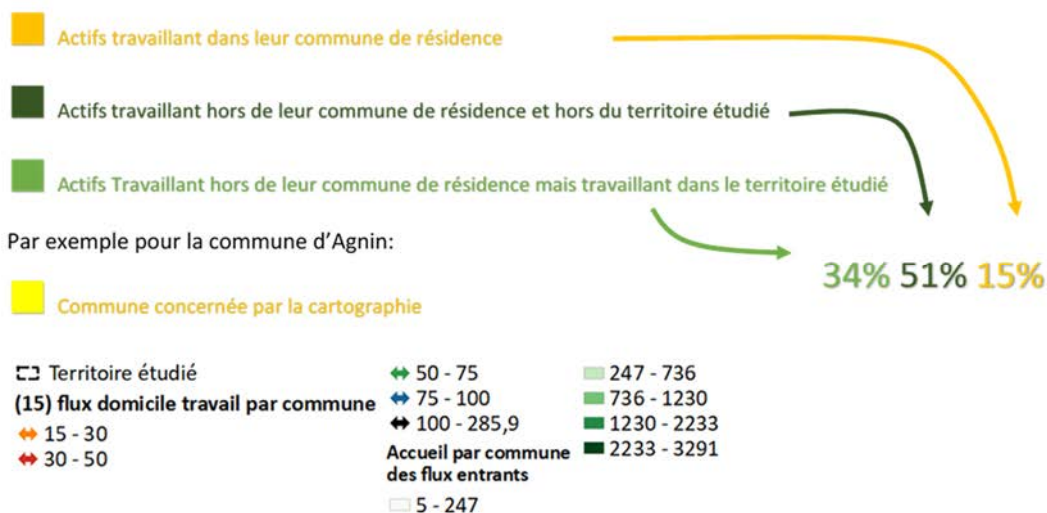 Actifs travaillant dans leur commune de résidence
Actifs travaillant hors de leur commune de résidence et hors du territoire étudié
Actifs Travaillant hors de leur commune de résidence mais travaillant dans le territoire étudié
Par exemple pour la commune d'Agnin:
34% 51% 15%
Commune concernée par la cartographie
Territoire étudié
(15) flux domicile travail par commune
15 - 30
30 - 50
50 - 75
75 - 100
100 - 285,9
Accueil par commune
des flux entrants
5 - 247
247 - 736
736 - 1230
1230 - 2233
2233 - 3291